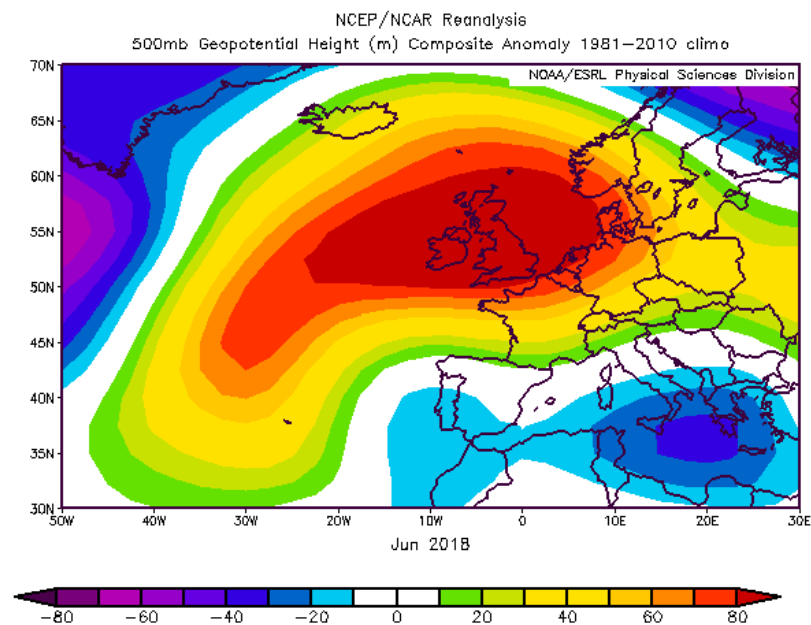 NCEP/NCAR Reanalysis
500mb Geopotential Height (m) Composite Anomaly 1981-2010 climo
NOAA/ESRL Physical Sciences Division
70N
65N
60N
55N
50N
45N
40N
35N
30N
50W 40W 30W 20W 10W 0 10E 20E 30E
Jun 2018
-80 -60 -40 -20 0 20 40 60 80